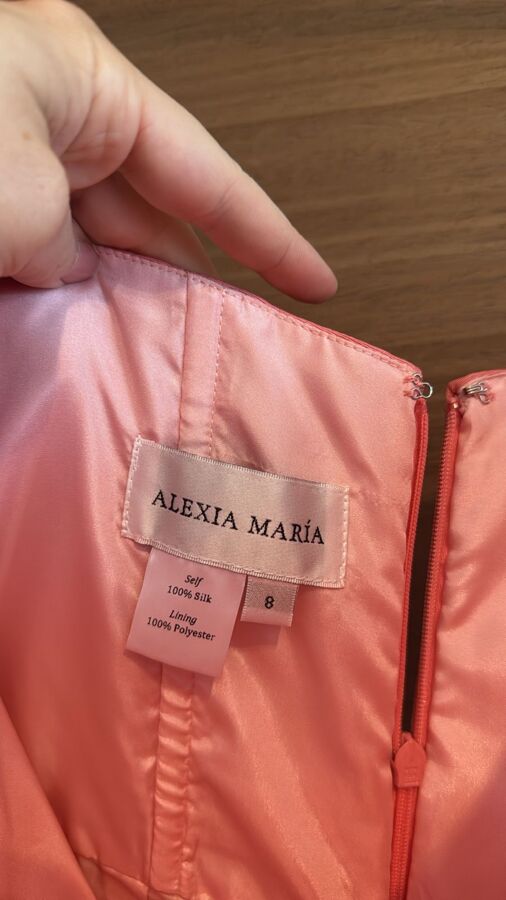 ALEXIA MARÍA
Self
100% Silk
Lining
100% Polyester
8